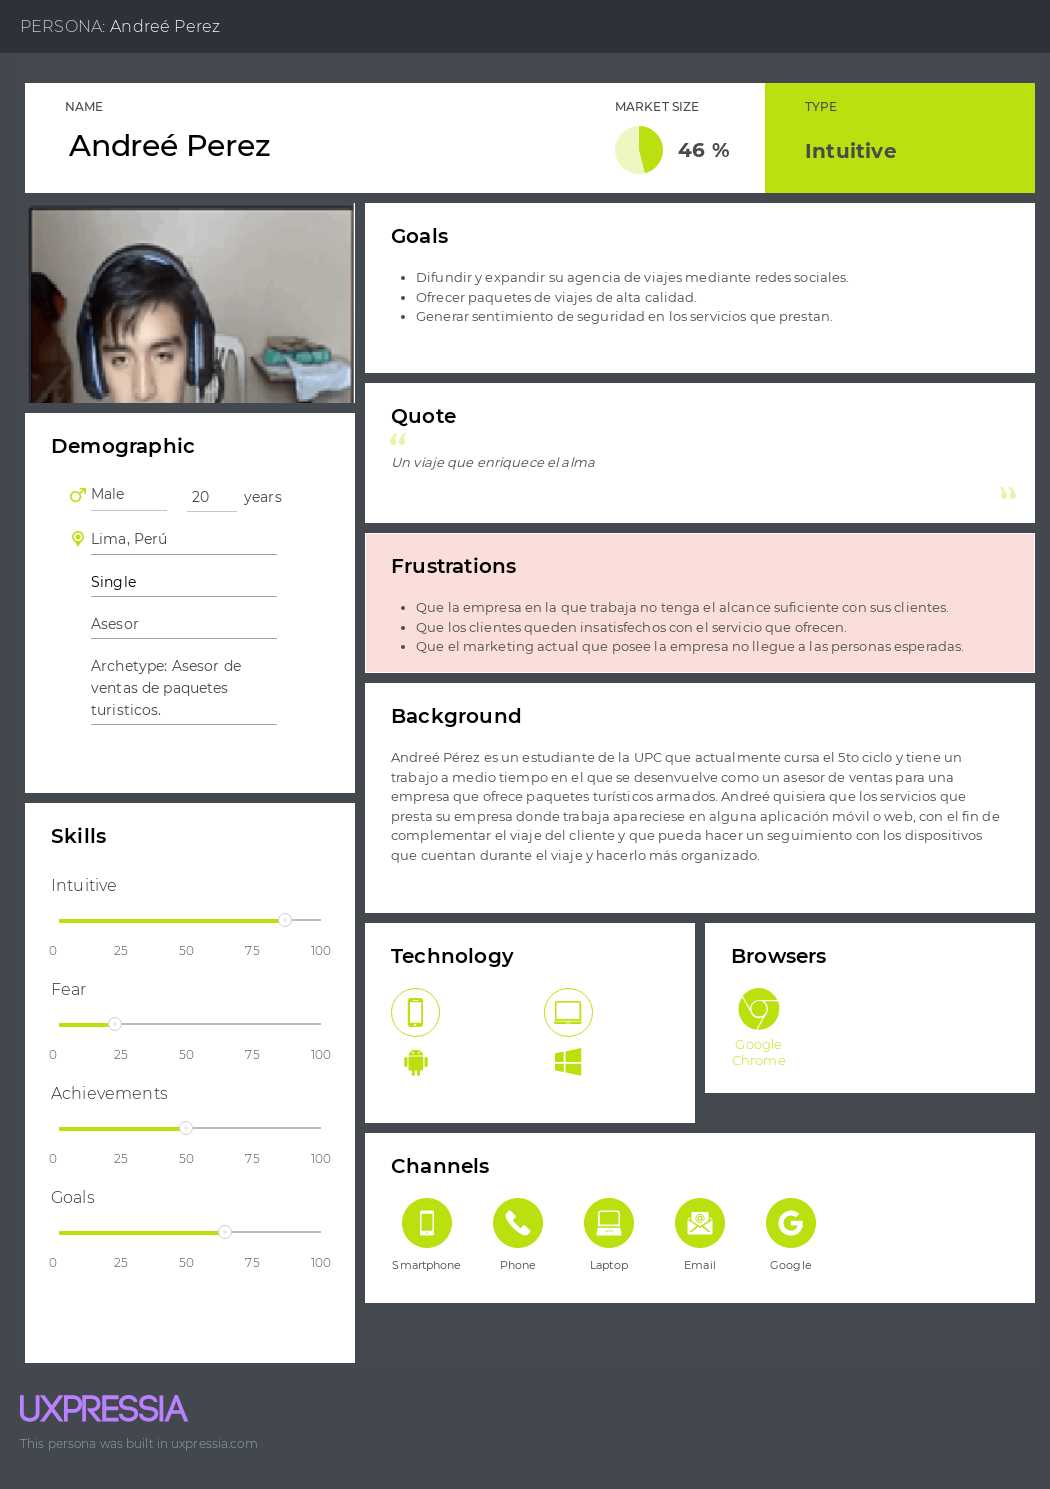 PERSONA: Andreé Perez
NAME
Andreé Perez
MARKET SIZE
46 %
TYPE
Intuitive
Goals
Difundir y expandir su agencia de viajes mediante redes sociales.
Ofrecer paquetes de viajes de alta calidad.
Generar sentimiento de seguridad en los servicios que prestan.
Quote
“
Un viaje que enriquece el alma
”
Demographic
Male
20 years
Lima, Perú
Single
Asesor
Archetype: Asesor de
ventas de paquetes
turisticos.
Frustrations
Que la empresa en la que trabaja no tenga el alcance suficiente con sus clientes.
Que los clientes queden insatisfechos con el servicio que ofrecen.
Que el marketing actual que posee la empresa no llegue a las personas esperadas.
Background
Andreé Pérez es un estudiante de la UPC que actualmente cursa el 5to ciclo y tiene un
trabajo a medio tiempo en el que se desenvuelve como un asesor de ventas para una
empresa que ofrece paquetes turísticos armados. Andreé quisiera que los servicios que
presta su empresa donde trabaja apareciese en alguna aplicación móvil o web, con el fin de
complementar el viaje del cliente y que pueda hacer un seguimiento con los dispositivos
que cuentan durante el viaje y hacerlo más organizado.
Skills
Intuitive
0 25 50 75 100
Fear
0 25 50 75 100
Achievements
0 25 50 75 100
Goals
0 25 50 75 100
Technology
Browsers
Google
Chrome
Channels
Smartphone
Phone
Laptop
Email
Google
UXPRESSIA
This persona was built in uxpressia.com